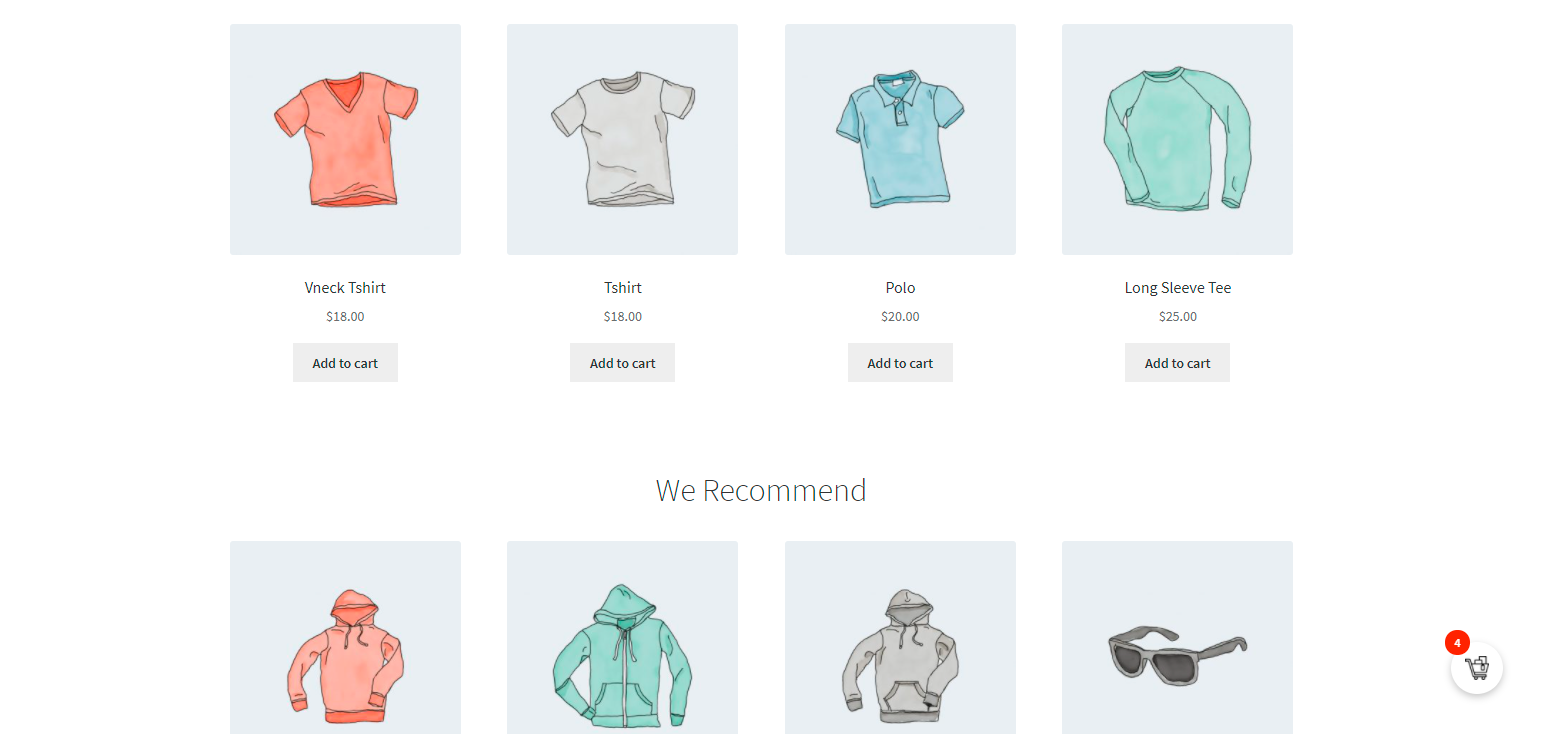 Vneck Tshirt
Tshirt
Polo
Long Sleeve Tee
$18.00
$18.00
$20.00
$25.00
Add to cart
Add to cart
Add to cart
Add to cart
We Recommend
4